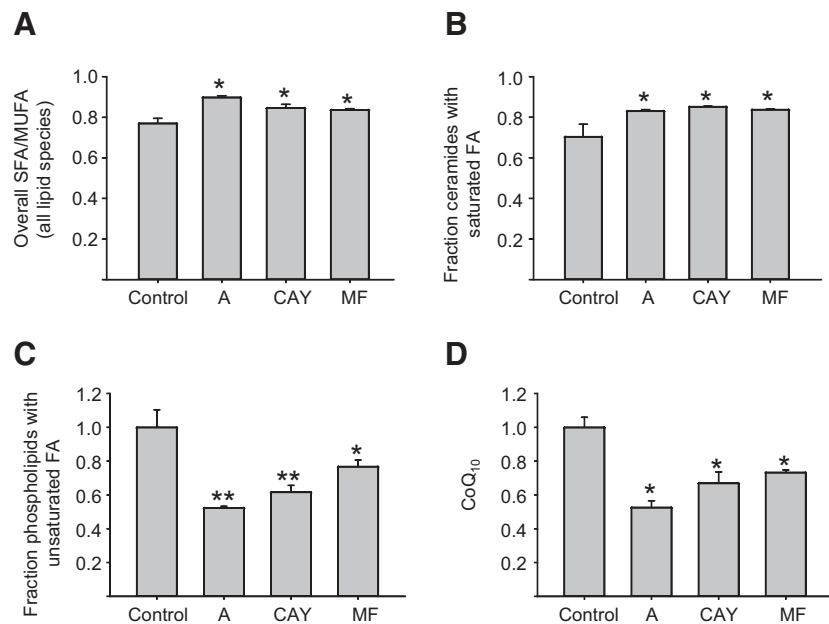 A
Overall SFA/MUFA
(all lipid species)
1.0
0.8
0.6
0.4
0.2
*
*
*
Control A CAY MF
B
Fraction ceramides with
saturated FA
1.0
0.8
0.6
0.4
0.2
*
*
*
Control A CAY MF
C
Fraction phospholipids with
unsaturated FA
1.2
1.0
0.8
0.6
0.4
0.2
**
**
*
Control A CAY MF
D
CoQ₁₀
1.2
1.0
0.8
0.6
0.4
0.2
*
*
*
Control A CAY MF